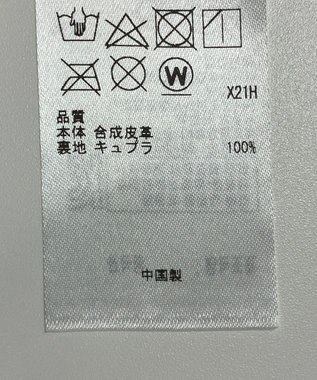 W
X21H
品質
本体 合成皮革
裏地 キュプラ 100%
中国製